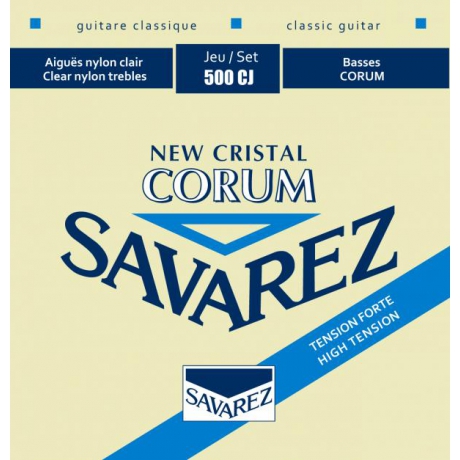 guitare classique
classic guitar
Aiguës nylon clair
Clear nylon trebles
Jeu / Set
500 CJ
Basses
CORUM
NEW CRISTAL
CORUM
SAVAREZ
TENSION FORTE
HIGH TENSION
SAVAREZ